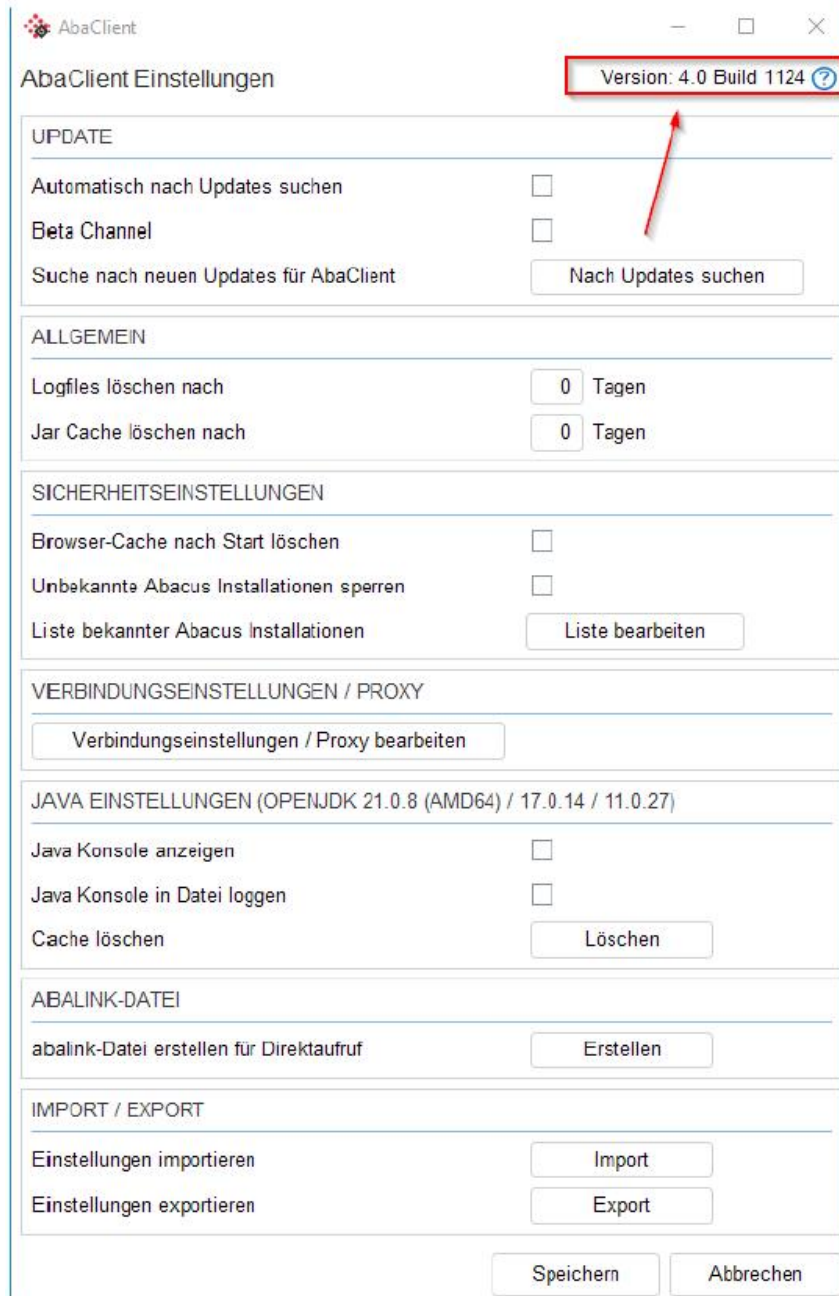 AbaClient
AbaClient Einstellungen
Version: 4.0 Build 1124 ?
UPDATE
Automatisch nach Updates suchen
Beta Channel
Suche nach neuen Updates für AbaClient
Nach Updates suchen
ALLGEMEIN
Logfiles löschen nach
0 Tagen
Jar Cache löschen nach
0 Tagen
SICHERHEITSEINSTELLUNGEN
Browser-Cache nach Start löschen
Unbekannte Abacus Installationen sperren
Liste bekannter Abacus Installationen
Liste bearbeiten
VERBINDUNGSEINSTELLUNGEN / PROXY
Verbindungseinstellungen / Proxy bearbeiten
JAVA EINSTELLUNGEN (OPENJDK 21.0.8 (AMD64) / 17.0.14 / 11.0.27)
Java Konsole anzeigen
Java Konsole in Datei loggen
Cache löschen
Löschen
ABALINK-DATEI
abalink-Datei erstellen für Direktaufruf
Erstellen
IMPORT / EXPORT
Einstellungen importieren
Import
Einstellungen exportieren
Export
Speichern
Abbrechen